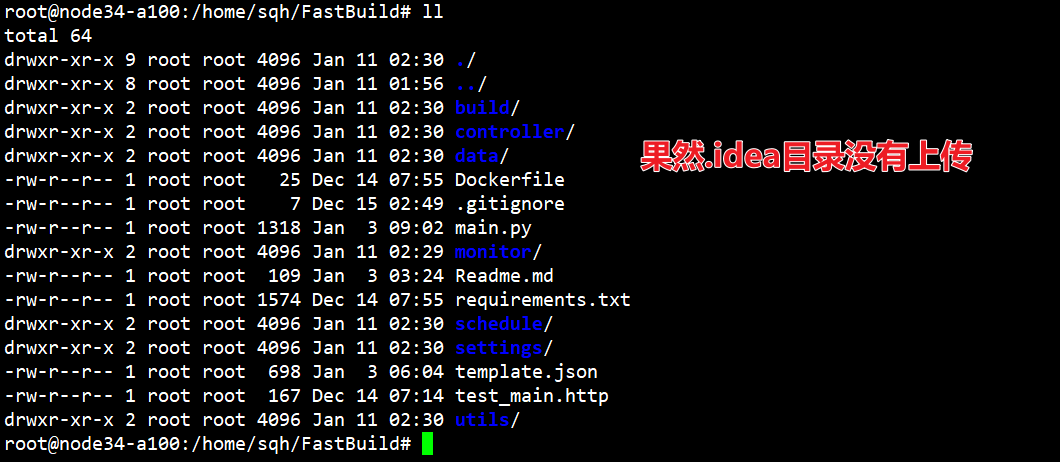 root@node34-a100:/home/sqh/FastBuild# ll
total 64
drwxr-xr-x 9 root root 4096 Jan 11 02:30 ./
drwxr-xr-x 8 root root 4096 Jan 11 01:56 ../
drwxr-xr-x 2 root root 4096 Jan 11 02:30 build/
drwxr-xr-x 2 root root 4096 Jan 11 02:30 controller/
drwxr-xr-x 2 root root 4096 Jan 11 02:30 data/
果然.idea目录没有上传
-rw-r--r-- 1 root root   25 Dec 14 07:55 Dockerfile
-rw-r--r-- 1 root root    7 Dec 15 02:49 .gitignore
-rw-r--r-- 1 root root 1318 Jan  3 09:02 main.py
drwxr-xr-x 2 root root 4096 Jan 11 02:29 monitor/
-rw-r--r-- 1 root root  109 Jan  3 03:24 Readme.md
-rw-r--r-- 1 root root 1574 Dec 14 07:55 requirements.txt
drwxr-xr-x 2 root root 4096 Jan 11 02:30 schedule/
drwxr-xr-x 2 root root 4096 Jan 11 02:30 settings/
-rw-r--r-- 1 root root  698 Jan  3 06:04 template.json
-rw-r--r-- 1 root root  167 Dec 14 07:14 test_main.http
drwxr-xr-x 2 root root 4096 Jan 11 02:30 utils/
root@node34-a100:/home/sqh/FastBuild#